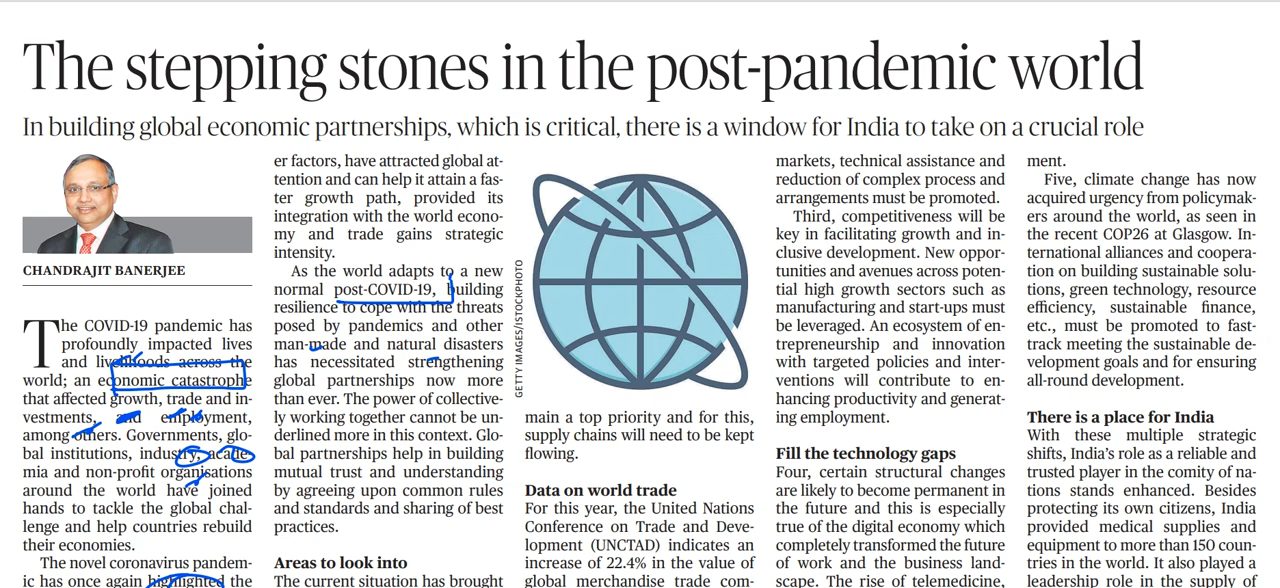 The stepping stones in the post-pandemic world
In building global economic partnerships, which is critical, there is a window for India to take on a crucial role
CHANDRAJIT BANERJEE
The COVID-19 pandemic has
profoundly impacted lives
and livelihoods across the
world; an economic catastrophe
that affected growth, trade and in-
vestments, and employment,
among others. Governments, glo-
bal institutions, industry, acade-
mia and non-profit organisations
around the world have joined
hands to tackle the global chal-
lenge and help countries rebuild
their economies.
The novel coronavirus pandem-
ic has once again highlighted the
er factors, have attracted global at-
tention and can help it attain a fas-
ter growth path, provided its
integration with the world econo-
my and trade gains strategic
intensity.
As the world adapts to a new
normal post-COVID-19, building
resilience to cope with the threats
posed by pandemics and other
man-made and natural disasters
has necessitated strengthening
global partnerships now more
than ever. The power of collective-
ly working together cannot be un-
derlined more in this context. Glo-
bal partnerships help in building
mutual trust and understanding
by agreeing upon common rules
and standards and sharing of best
practices.
Areas to look into
The current situation has brought
GETTY IMAGES/ISTOCKPHOTO
main a top priority and for this,
supply chains will need to be kept
flowing.
Data on world trade
For this year, the United Nations
Conference on Trade and Deve-
lopment (UNCTAD) indicates an
increase of 22.4% in the value of
global merchandise trade com-
markets, technical assistance and
reduction of complex process and
arrangements must be promoted.
Third, competitiveness will be
key in facilitating growth and in-
clusive development. New oppor-
tunities and avenues across poten-
tial high growth sectors such as
manufacturing and start-ups must
be leveraged. An ecosystem of en-
trepreneurship and innovation
with targeted policies and inter-
ventions will contribute to en-
hancing productivity and generat-
ing employment.
Fill the technology gaps
Four, certain structural changes
are likely to become permanent in
the future and this is especially
true of the digital economy which
completely transformed the future
of work and the business land-
scape. The rise of telemedicine,
ment.
Five, climate change has now
acquired urgency from policymak-
ers around the world, as seen in
the recent COP26 at Glasgow. In-
ternational alliances and coopera-
tion on building sustainable solu-
tions, green technology, resource
efficiency, sustainable finance,
etc., must be promoted to fast-
track meeting the sustainable de-
velopment goals and for ensuring
all-round development.
There is a place for India
With these multiple strategic
shifts, India's role as a reliable and
trusted player in the comity of na-
tions stands enhanced. Besides
protecting its own citizens, India
provided medical supplies and
equipment to more than 150 coun-
tries in the world. It also played a
leadership role in the supply of